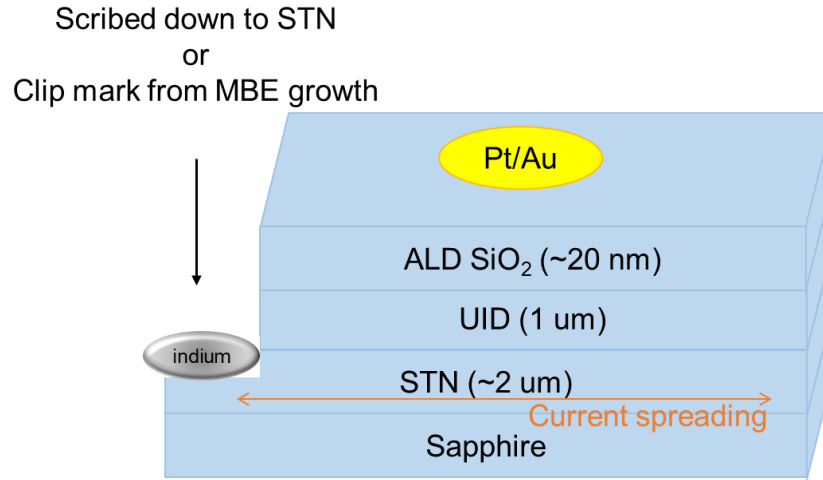 Scribed down to STN
or
Clip mark from MBE growth
Pt/Au
ALD SiO₂ (~20 nm)
UID (1 um)
indium
STN (~2 um)
Current spreading
Sapphire